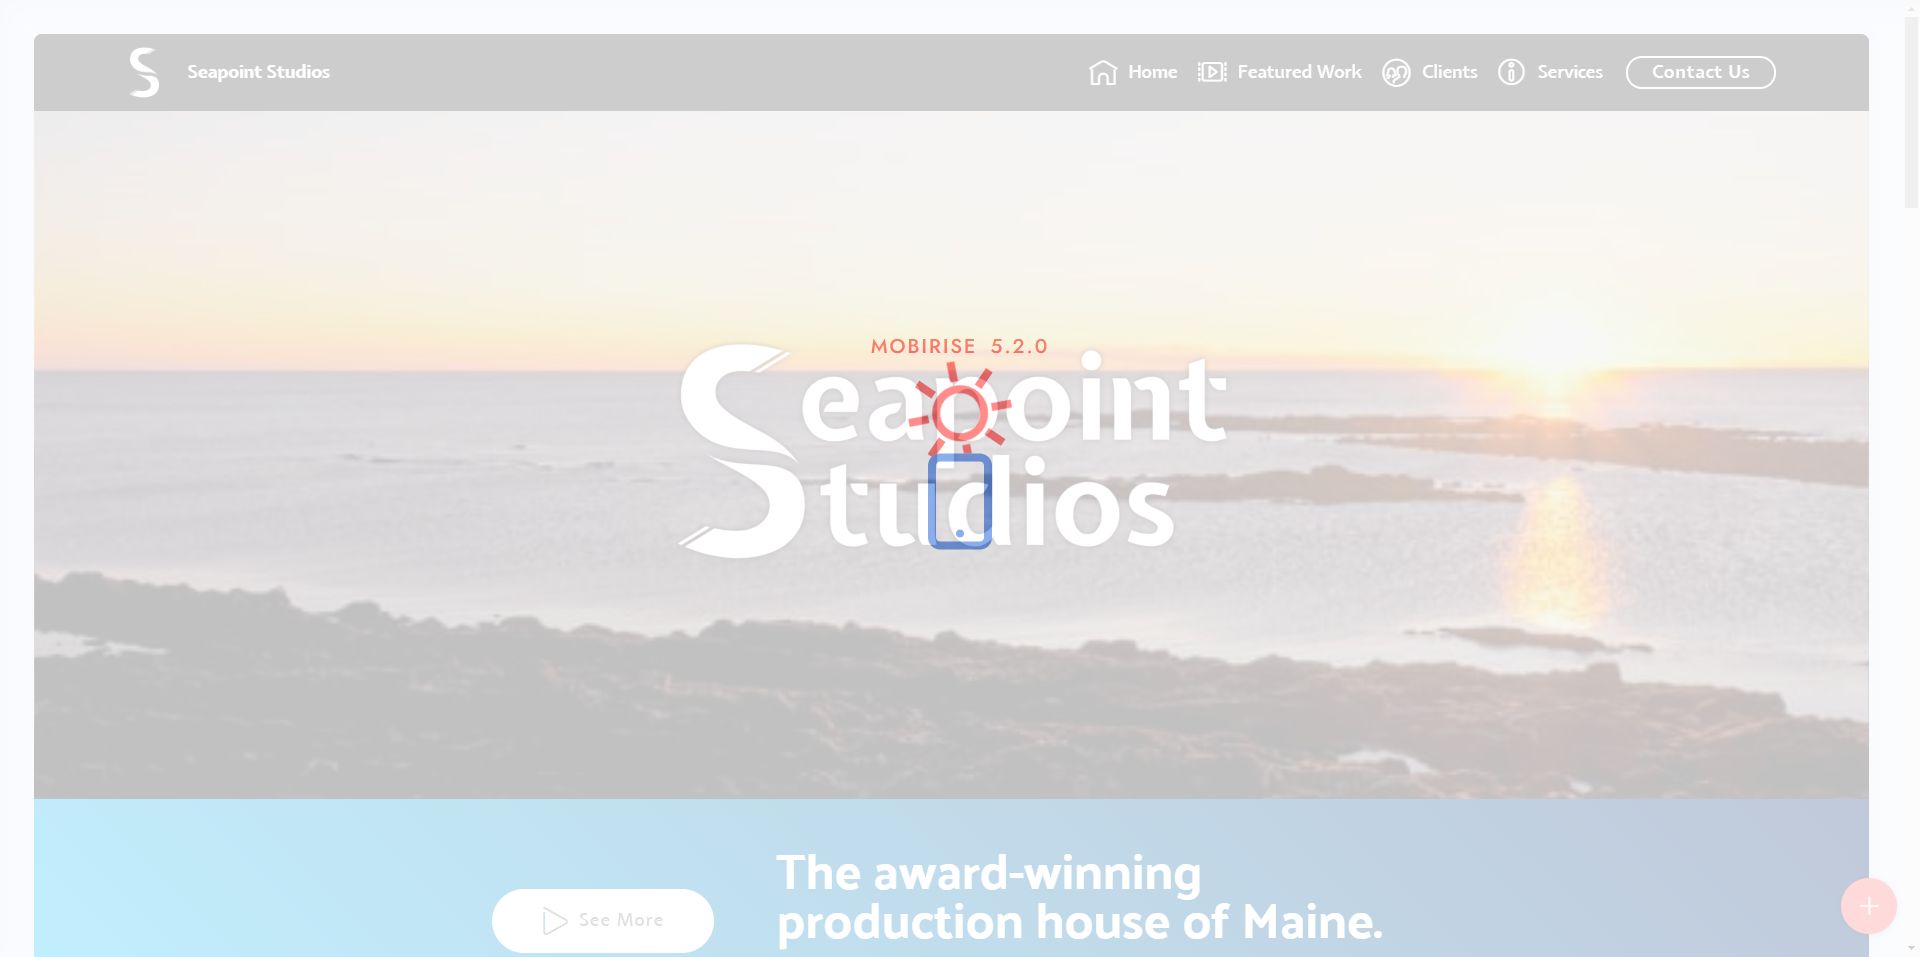 Seapoint Studios
Home Featured Work Clients Services Contact Us
MOBIRISE 5.2.0
Seapoint
Studios
The award-winning
See More
production house of Maine.